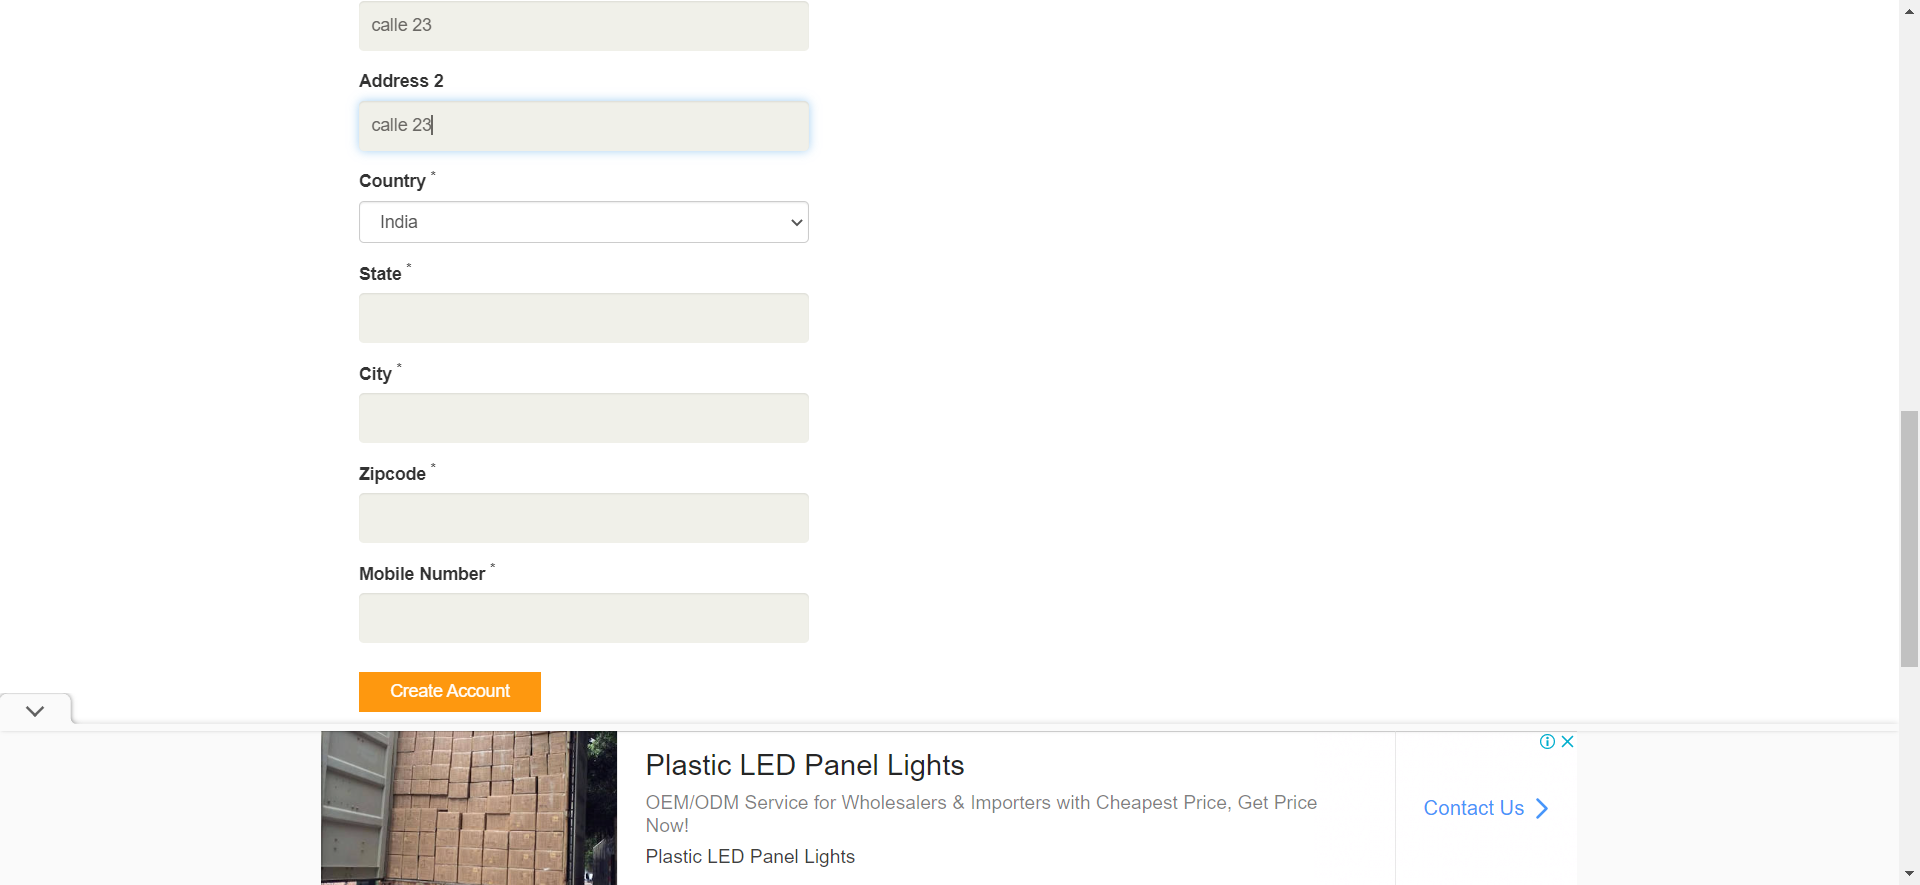 calle 23
Address 2
calle 23
Country *
India
State *
City *
Zipcode *
Mobile Number *
Create Account
Plastic LED Panel Lights
OEM/ODM Service for Wholesalers & Importers with Cheapest Price, Get Price
Now!
Plastic LED Panel Lights
Contact Us